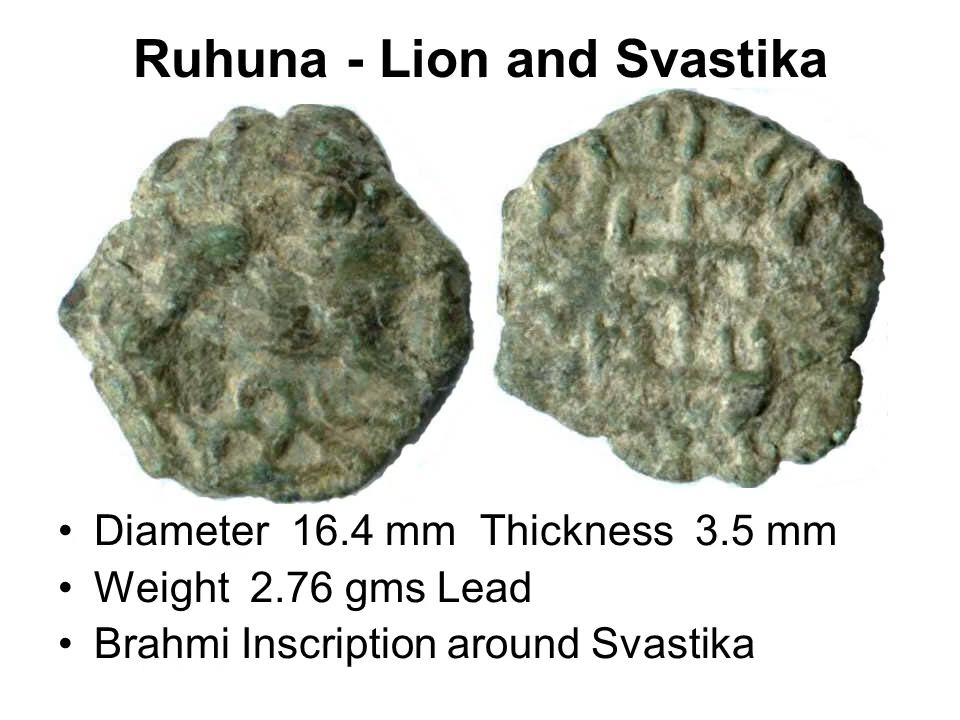 Ruhuna - Lion and Svastika
• Diameter 16.4 mm Thickness 3.5 mm
• Weight 2.76 gms Lead
• Brahmi Inscription around Svastika